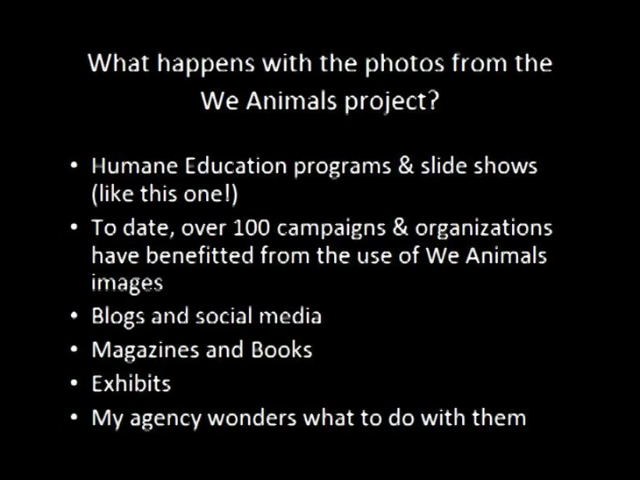 What happens with the photos from the
We Animals project?
• Humane Education programs & slide shows
(like this one!)
• To date, over 100 campaigns & organizations
have benefitted from the use of We Animals
images
• Blogs and social media
• Magazines and Books
• Exhibits
• My agency wonders what to do with them